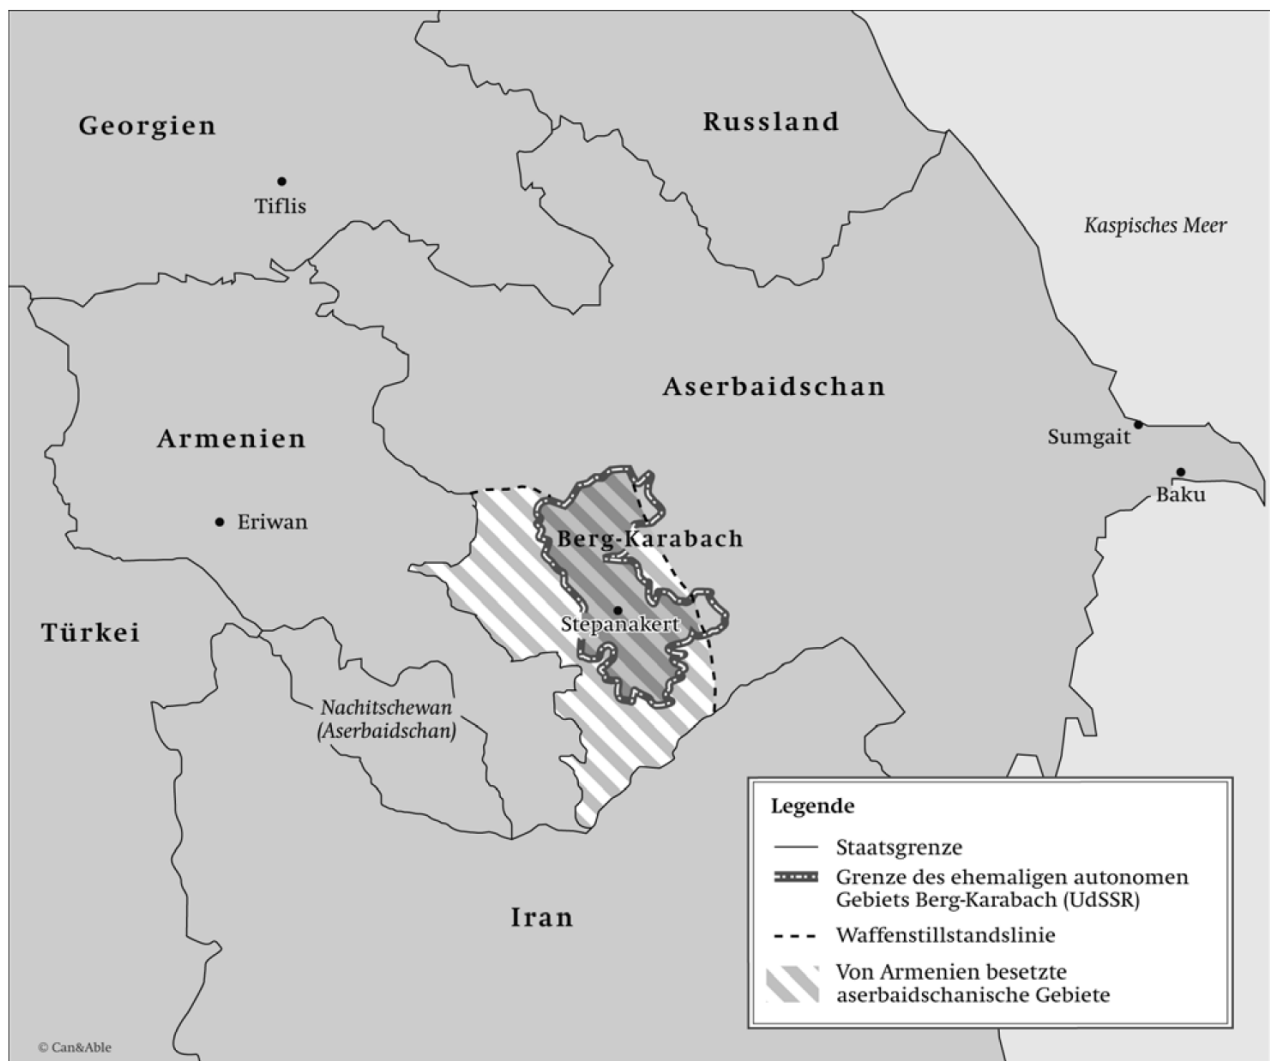 Georgien
Russland
Tiflis
Kaspisches Meer
Aserbaidschan
Armenien
Sumgait
Baku
Eriwan
Berg-Karabach
Stepanakert
Türkei
Nachitschewan
(Aserbaidschan)
Iran
Legende
Staatsgrenze
Grenze des ehemaligen autonomen
Gebiets Berg-Karabach (UdSSR)
Waffenstillstandslinie
Von Armenien besetzte
aserbaidschanische Gebiete
© Can&Able